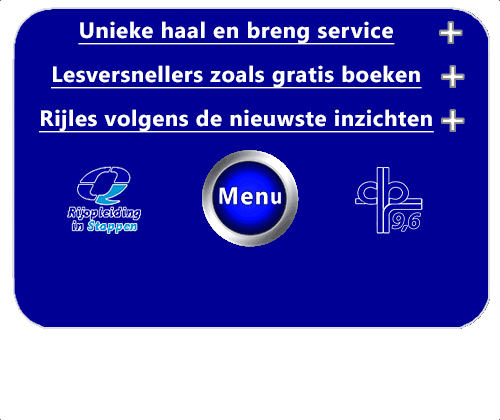 Unieke haal en breng service
Lesversnellers zoals gratis boeken
Rijles volgens de nieuwste inzichten
Menu
Rijopleiding
in Stappen
9,6